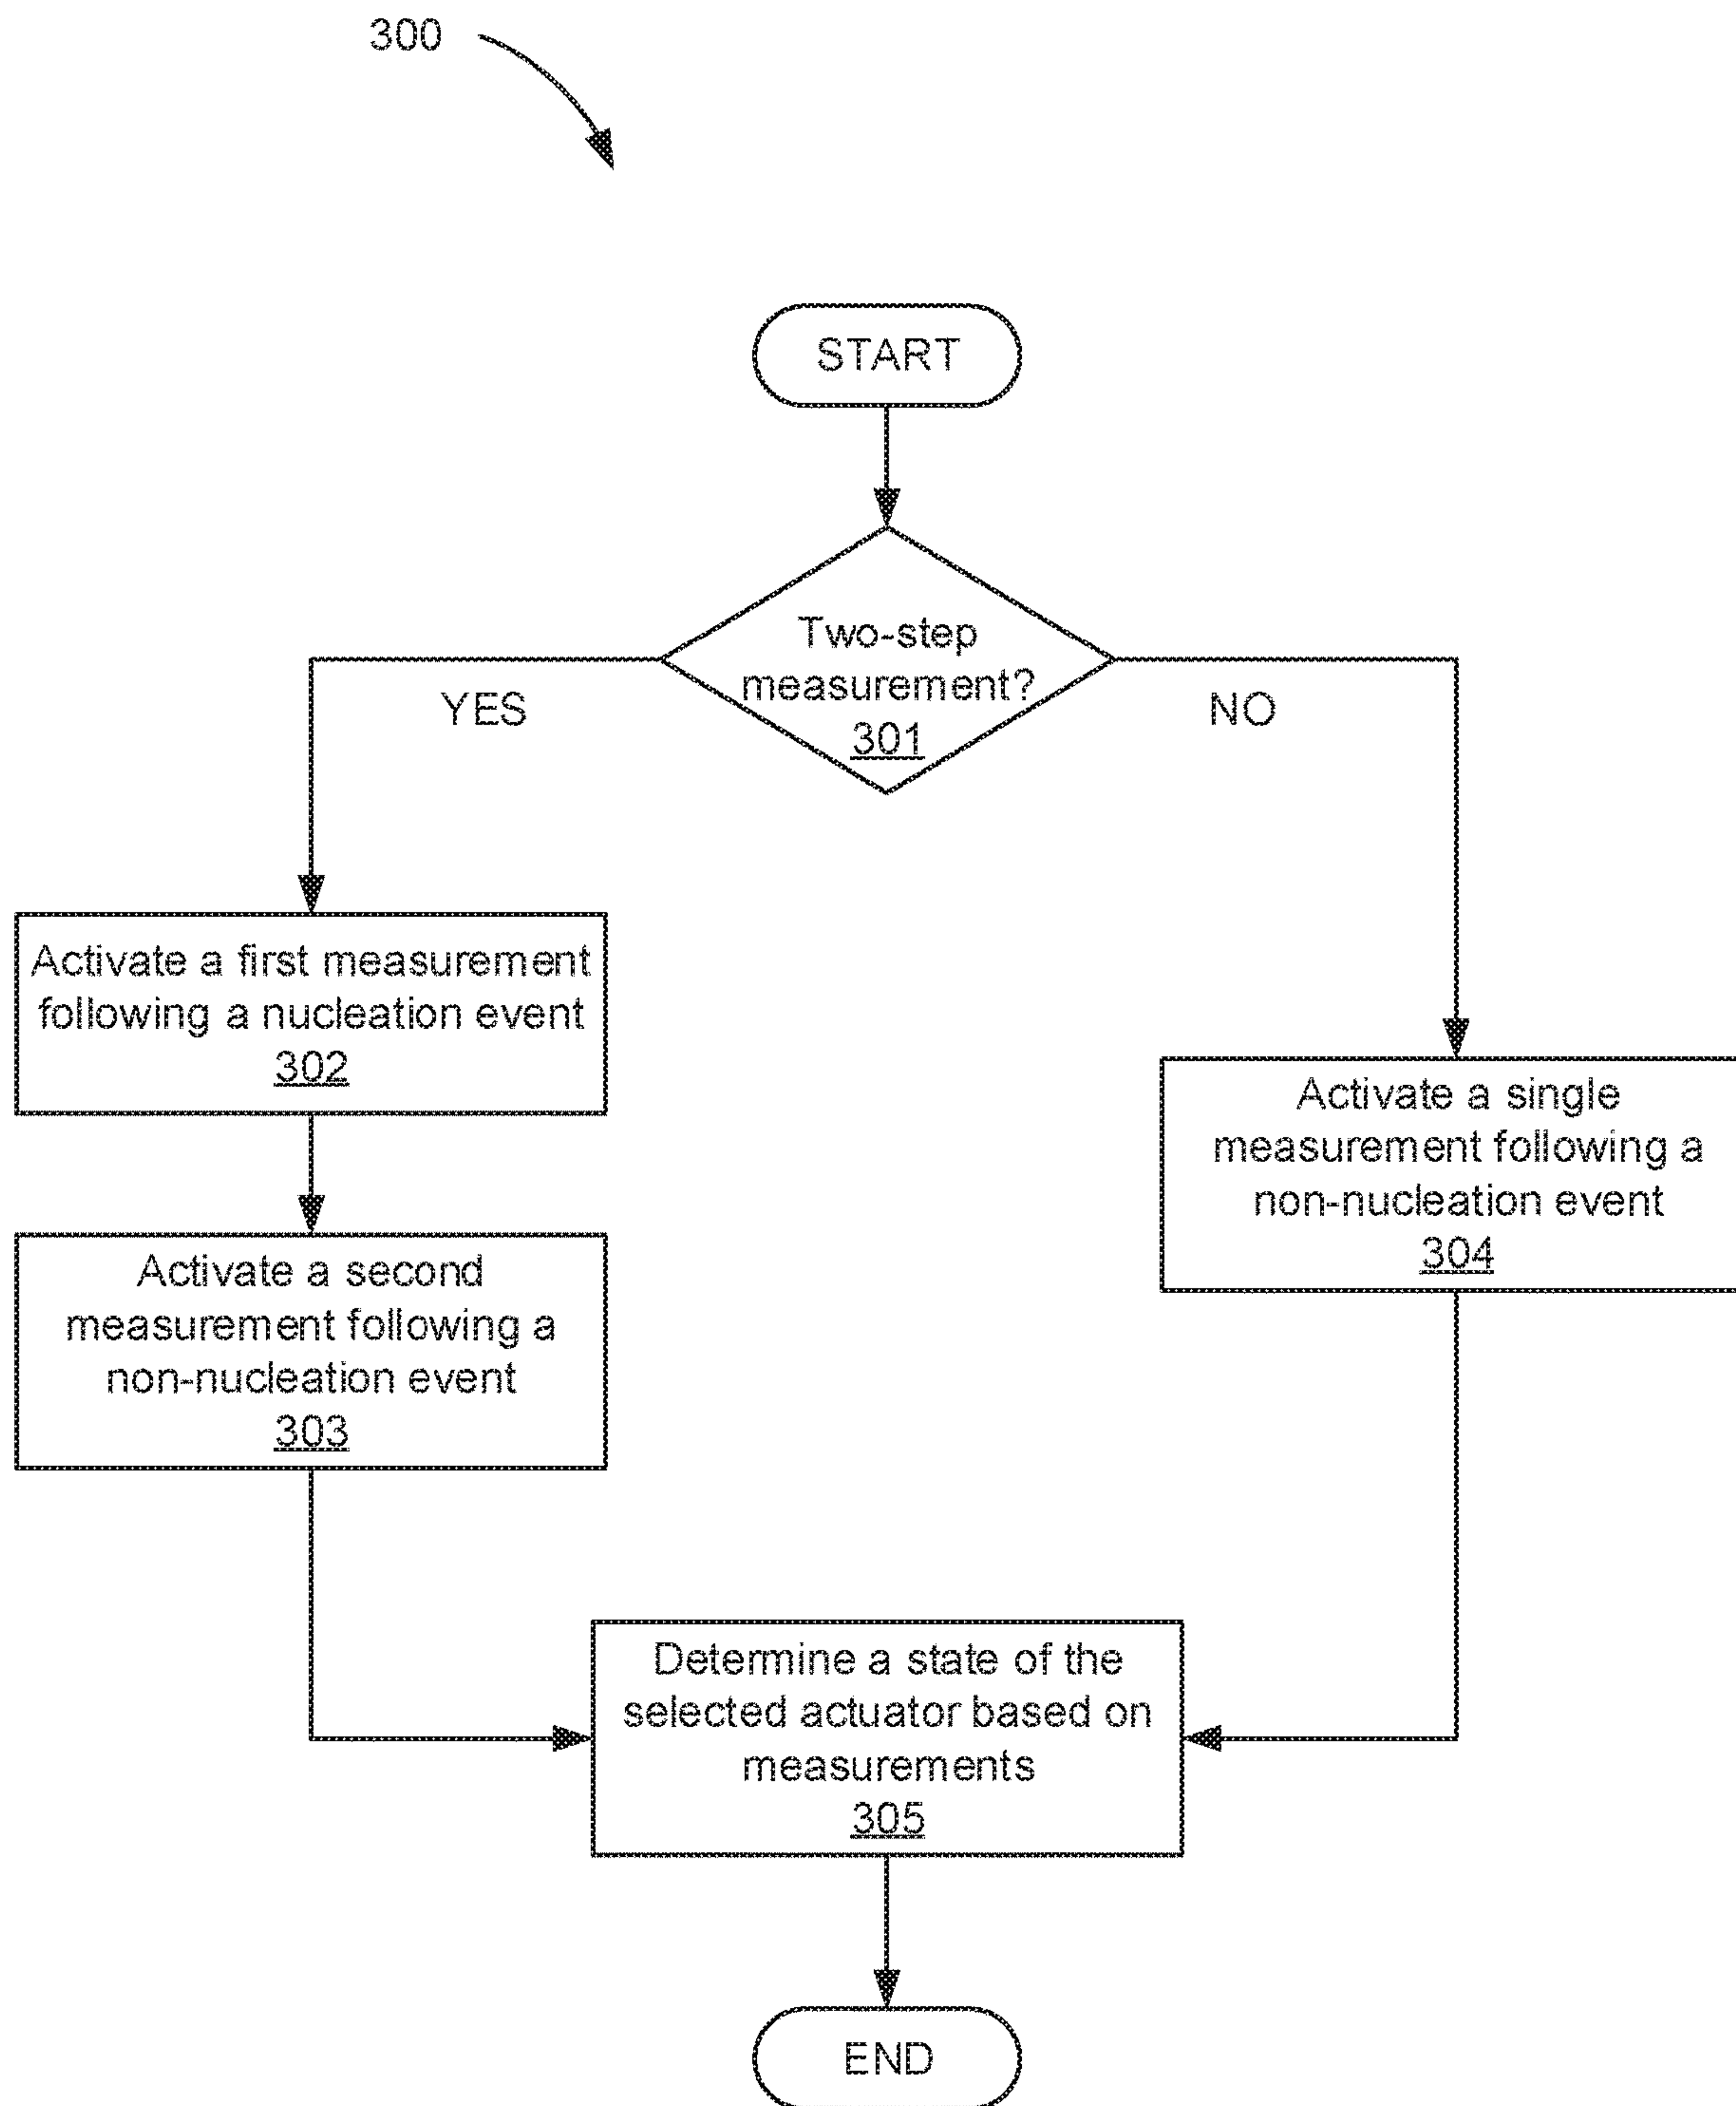 300
START
Two-step
measurement?
301
YES
NO
Activate a first measurement
following a nucleation event
302
Activate a second
measurement following a
non-nucleation event
303
Activate a single
measurement following a
non-nucleation event
304
Determine a state of the
selected actuator based on
measurements
305
END